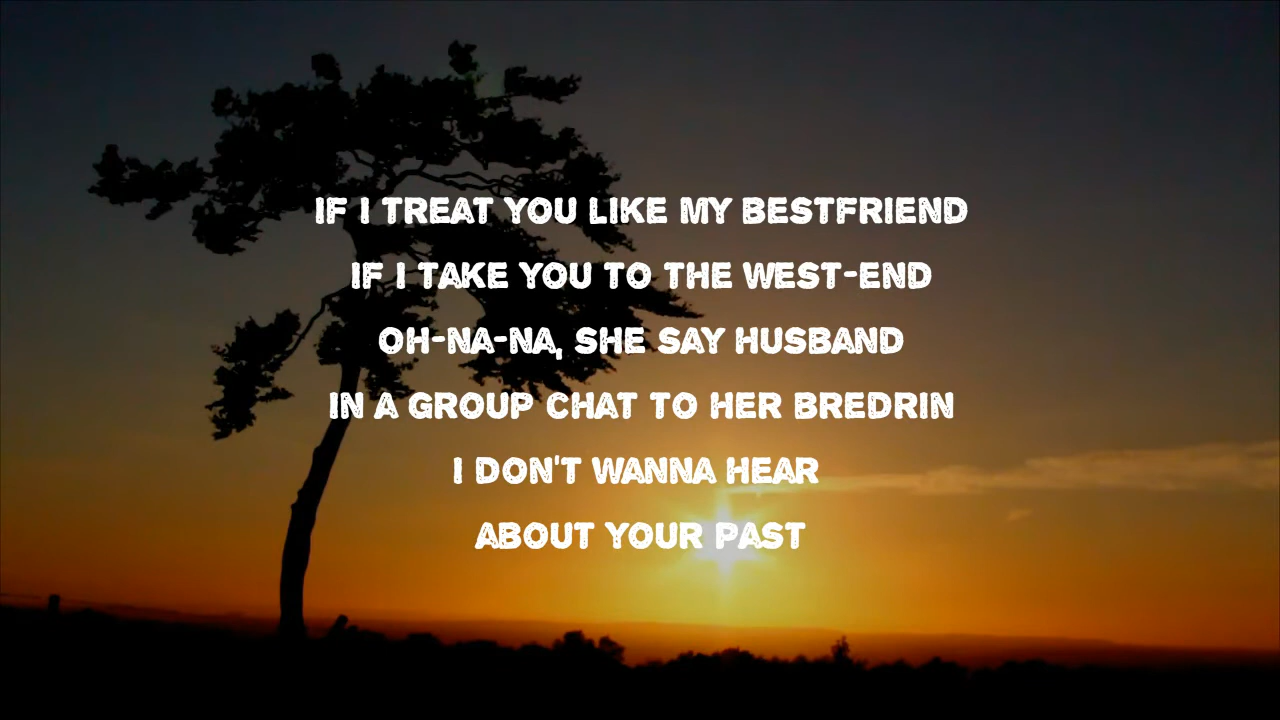 IF I TREAT YOU LIKE MY BESTFRIEND
IF I TAKE YOU TO THE WEST-END
OH-NA-NA, SHE SAY HUSBAND
IN A GROUP CHAT TO HER BREDRIN
I DON'T WANNA HEAR
ABOUT YOUR PAST